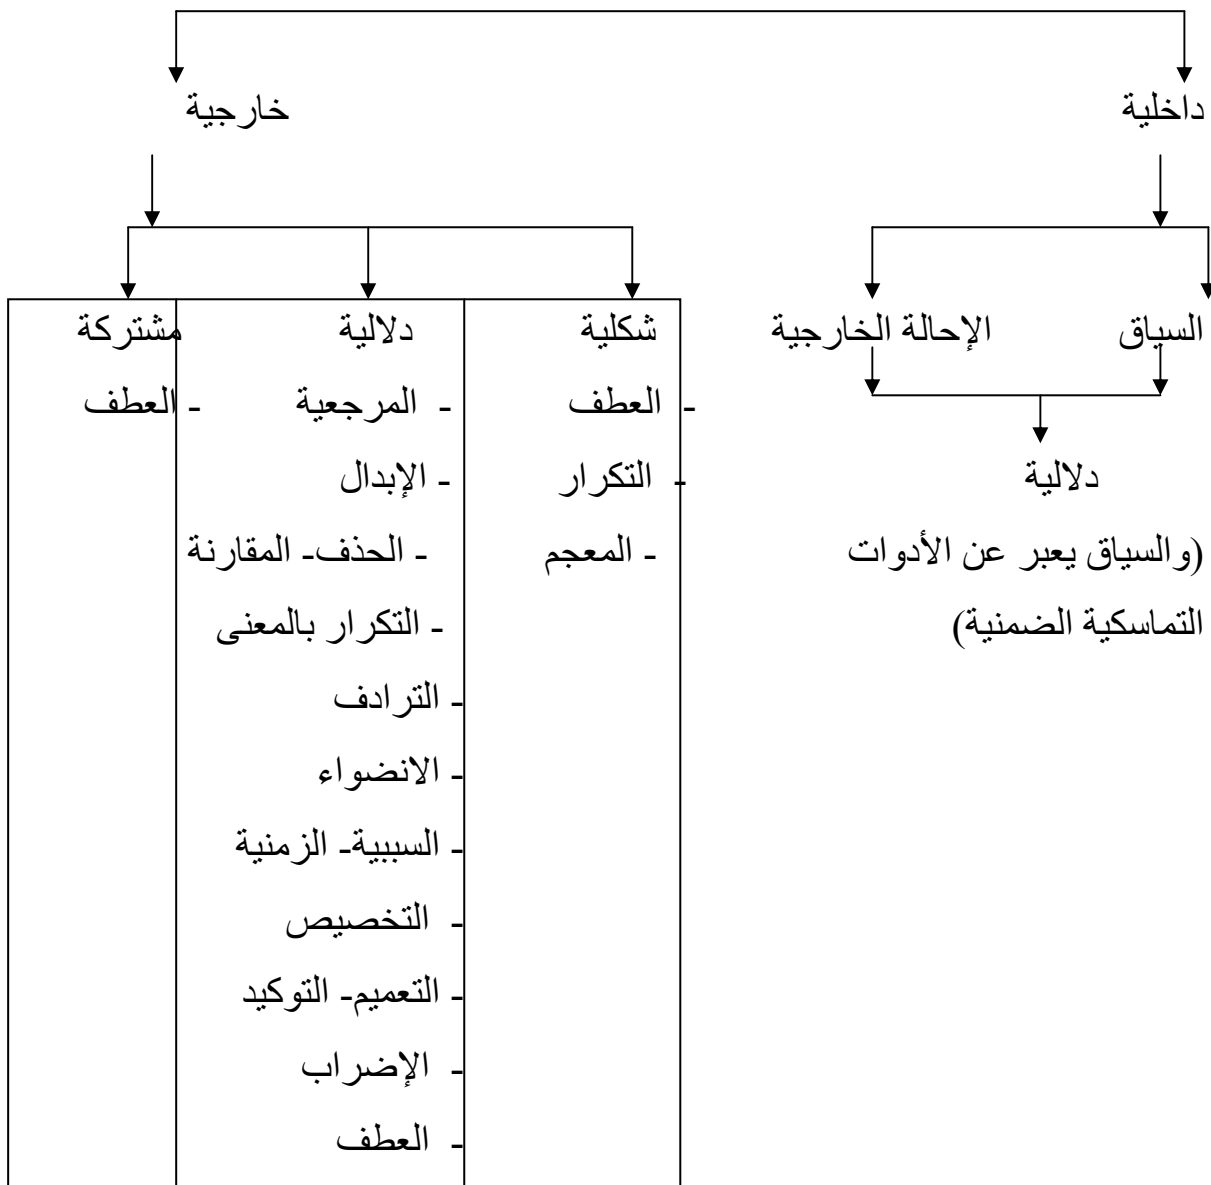 داخلية
خارجية
السياق
الإحالة الخارجية
دلالية
(والسياق يعبر عن الأدوات
التماسكية الضمنية)
شكلية
- العطف
- التكرار
- المعجم
دلالية
- المرجعية
- الإبدال
- الحذف- المقارنة
- التكرار بالمعنى
- الترادف
- الانضواء
- السببية- الزمنية
- التخصيص
- التعميم- التوكيد
- الإضراب
- العطف
مشتركة
- العطف